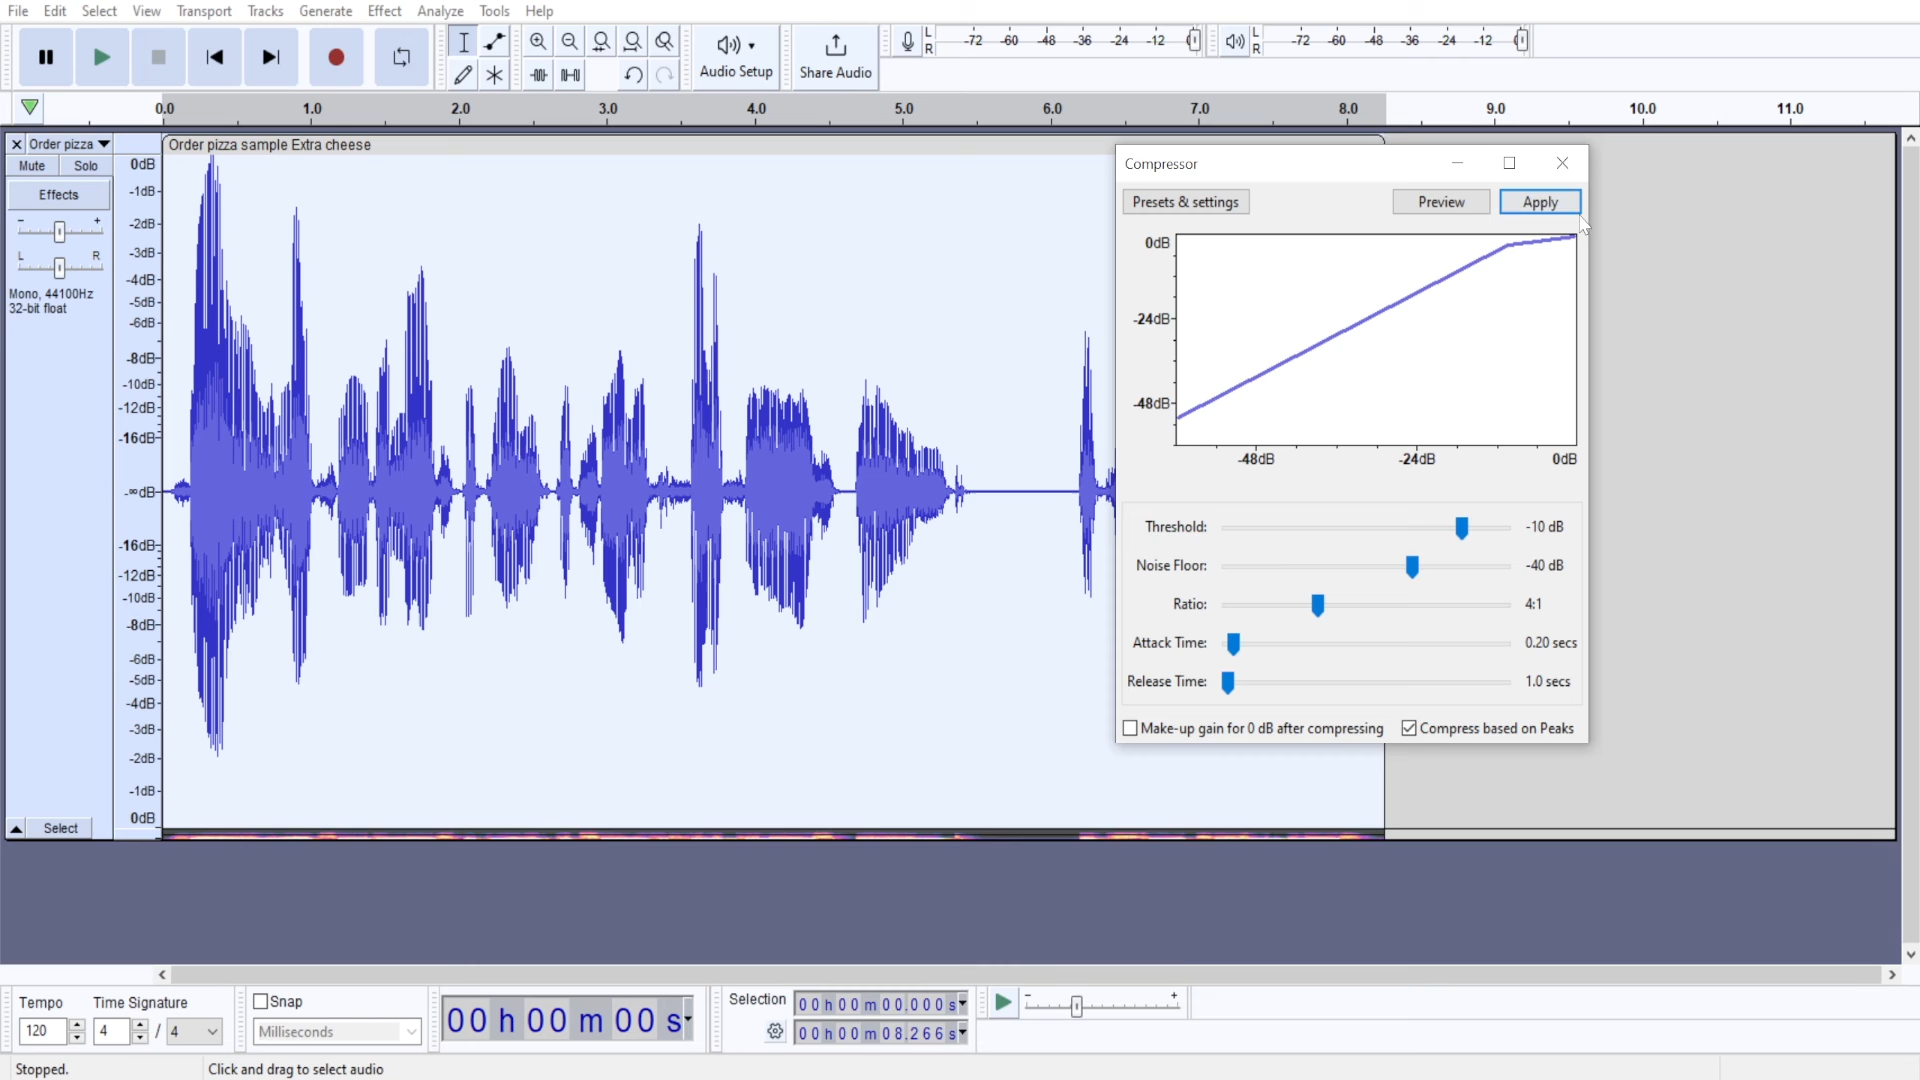 File Edit Select View Transport Tracks Generate Effect Analyze Tools Help
Audio Setup
Share Audio
L
R
-72 -60 -48 -36 -24 -12 0
L
R
-72 -60 -48 -36 -24 -12 0
0.0 1.0 2.0 3.0 4.0 5.0 6.0 7.0 8.0 9.0 10.0 11.0
Order pizza
Mute Solo
Effects
- +
L R
Mono, 44100Hz
32-bit float
Select
0dB
-1dB
-2dB
-3dB
-4dB
-5dB
-6dB
-8dB
-10dB
-12dB
-16dB
-∞dB
-16dB
-12dB
-10dB
-8dB
-6dB
-5dB
-4dB
-3dB
-2dB
-1dB
0dB
Order pizza sample Extra cheese
Compressor
Presets & settings Preview Apply
0dB
-24dB
-48dB
-48dB -24dB 0dB
Threshold: -10 dB
Noise Floor: -40 dB
Ratio: 4:1
Attack Time: 0.20 secs
Release Time: 1.0 secs
Make-up gain for 0 dB after compressing Compress based on Peaks
Tempo Time Signature
120 4 / 4
Snap
Milliseconds
00 h 00 m 00 s
Selection
00 h 00 m 00.000 s
00 h 00 m 08.266 s
- +
Stopped. Click and drag to select audio